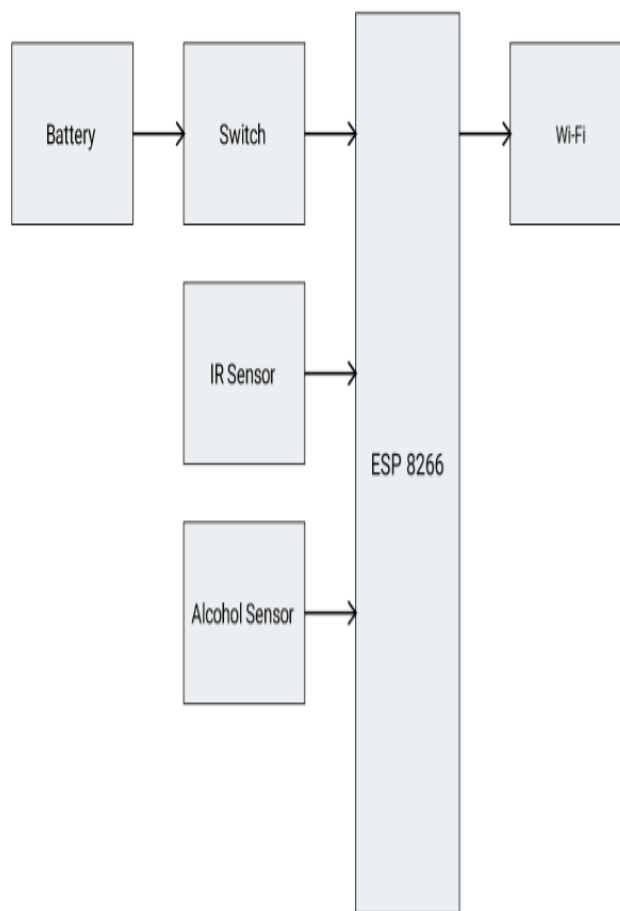 Battery
Switch
Wi-Fi
IR Sensor
ESP 8266
Alcohol Sensor